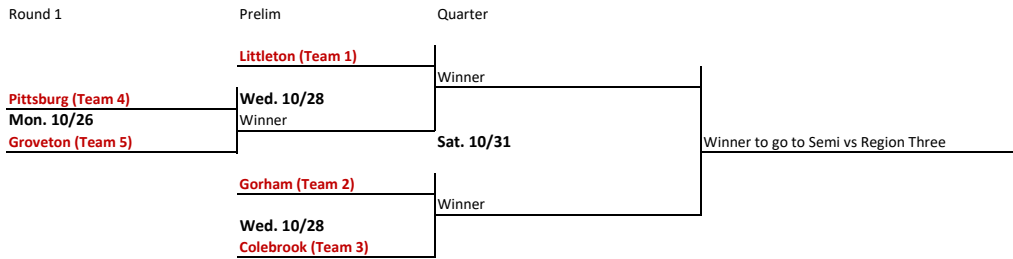 Round 1
Prelim
Quarter
Littleton (Team 1)
Winner
Pittsburg (Team 4)
Wed. 10/28
Mon. 10/26
Winner
Groveton (Team 5)
Sat. 10/31
Winner to go to Semi vs Region Three
Gorham (Team 2)
Winner
Wed. 10/28
Colebrook (Team 3)